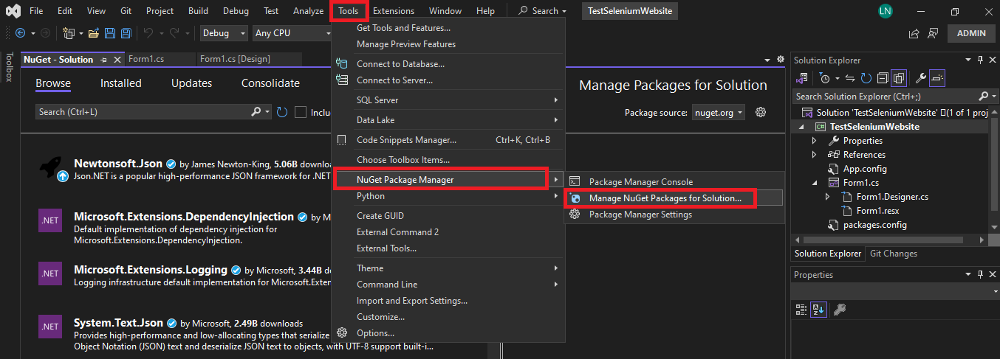 File Edit View Git Project Build Debug Test Analyze Tools Extensions Window Help Search TestSeleniumWebsite LN
Debug Any CPU ADMIN
Toolbox
NuGet - Solution Form1.cs Form1.cs [Design]
Browse Installed Updates Consolidate
Search (Ctrl+L) Inclu
Manage Packages for Solution
Package source: nuget.org
Newtonsoft.Json by James Newton-King, 5.06B downloa
Json.NET is a popular high-performance JSON framework for .NET
.NET
Microsoft.Extensions.DependencyInjection by M
Default implementation of dependency injection for
Microsoft.Extensions.DependencyInjection.
.NET
Microsoft.Extensions.Logging by Microsoft, 3.44B downl
Logging infrastructure default implementation for Microsoft.Exten
.NET
System.Text.Json by Microsoft, 2.49B downloads
Provides high-performance and low-allocating types that serialize
Object Notation (JSON) text and deserialize JSON text to objects, with UTF-8 support built-i...
Get Tools and Features...
Manage Preview Features
Connect to Database...
Connect to Server...
SQL Server
Data Lake
Code Snippets Manager... Ctrl+K, Ctrl+B
Choose Toolbox Items...
NuGet Package Manager
Python
Create GUID
External Command 2
External Tools...
Theme
Command Line
Import and Export Settings...
Customize...
Options...
Package Manager Console
Manage NuGet Packages for Solution...
Package Manager Settings
Solution Explorer
Search Solution Explorer (Ctrl+;)
Solution 'TestSeleniumWebsite' (1 of 1 proj
C# TestSeleniumWebsite
Properties
References
App.config
Form1.cs
Form1.Designer.cs
Form1.resx
packages.config
Solution Explorer Git Changes
Properties